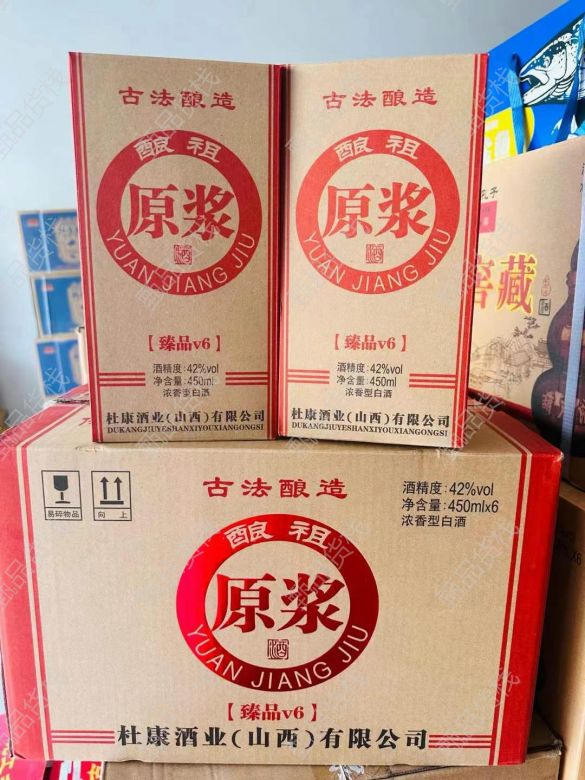 古法酿造
酿祖
原浆
酒
YUAN JIANG JIU
【臻品v6】
酒精度:42%vol
净含量:450ml
浓香型白酒
杜康酒业(山西)有限公司
DUKANGJIUYESHANXIYOUXIANGONGSI
古法酿造
酿祖
原浆
酒
YUAN JIANG JIU
【臻品v6】
酒精度:42%vol
净含量:450ml
浓香型白酒
杜康酒业(山西)有限公司
DUKANGJIUYESHANXIYOUXIANGONGSI
孔子
窖藏
易碎物品
向 上
古法酿造
酒精度:42%vol
净含量:450mlx6
浓香型白酒
酿祖
原浆
酒
YUAN JIANG JIU
【臻品v6】
杜康酒业(山西)有限公司